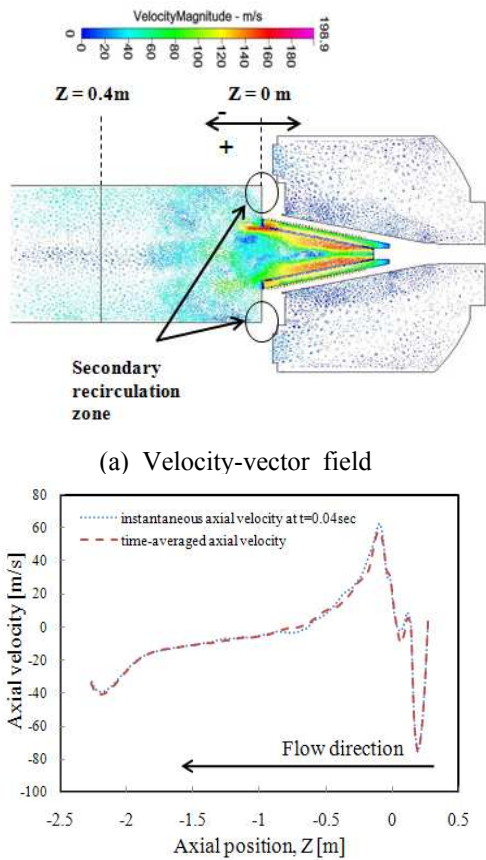 VelocityMagnitude - m/s
0
20
40
60
80
100
120
140
160
180
198.9
Z = 0.4m
Z = 0 m
-
+
Secondary
recirculation
zone
(a) Velocity-vector field
80
60
40
20
0
-20
-40
-60
-80
-100
Axial velocity [m/s]
instantaneous axial velocity at t=0.04sec
time-averaged axial velocity
Flow direction
-2.5 -2 -1.5 -1 -0.5 0 0.5
Axial position, Z [m]